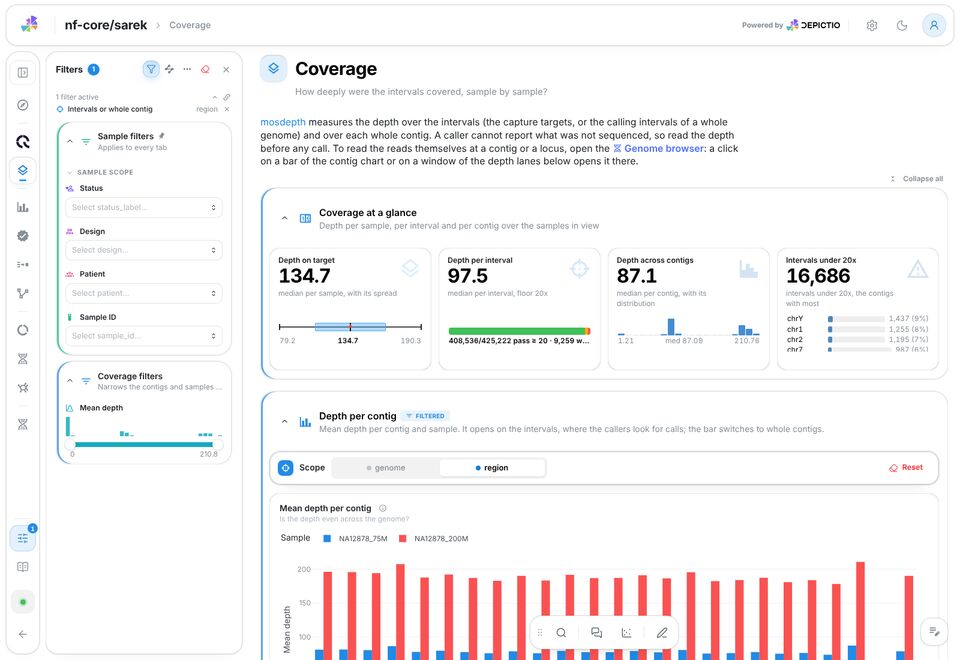 nf-core/sarek
Coverage
Powered by DEPICTIO
Filters 1
1 filter active
Intervals or whole contig region
Sample filters
Applies to every tab
SAMPLE SCOPE
Status
Select status_label...
Design
Select design...
Patient
Select patient...
Sample ID
Select sample_id...
Coverage filters
Narrows the contigs and samples ...
Mean depth
0 210.8
1
Coverage
How deeply were the intervals covered, sample by sample?
mosdepth measures the depth over the intervals (the capture targets, or the calling intervals of a whole
genome) and over each whole contig. A caller cannot report what was not sequenced, so read the depth
before any call. To read the reads themselves at a contig or a locus, open the Genome browser: a click
on a bar of the contig chart or on a window of the depth lanes below opens it there.
Collapse all
Coverage at a glance
Depth per sample, per interval and per contig over the samples in view
Depth on target
134.7
median per sample, with its spread
79.2 134.7 190.3
Depth per interval
97.5
median per interval, floor 20x
408,536/425,222 pass ≥ 20 · 9,259 w...
Depth across contigs
87.1
median per contig, with its
distribution
1.21 med 87.09 210.76
Intervals under 20x
16,686
intervals under 20x, the contigs
with most
chrY 1,437 (9%)
chr1 1,255 (8%)
chr2 1,195 (7%)
chr7 987 (6%)
Depth per contig FILTERED
Mean depth per contig and sample. It opens on the intervals, where the callers look for calls; the bar switches to whole contigs.
Scope genome region Reset
Mean depth per contig
Is the depth even across the genome?
Sample NA12878_75M NA12878_200M
200
150
100
Mean depth